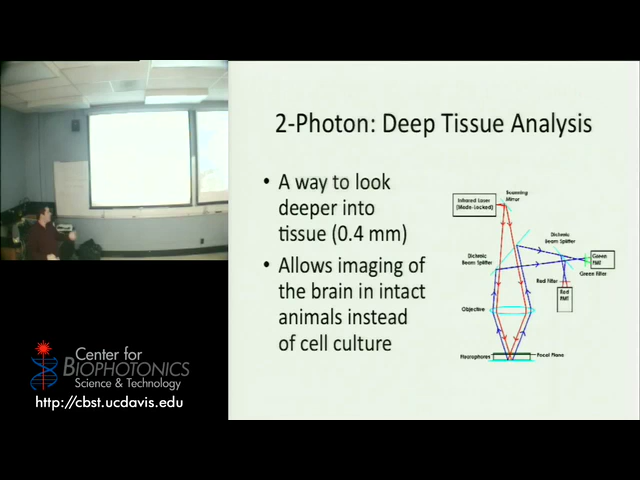 2-Photon: Deep Tissue Analysis
• A way to look
deeper into
tissue (0.4 mm)
• Allows imaging of
the brain in intact
animals instead
of cell culture
Scanning
Mirror
Infrared Laser
(Mode-Locked)
Dichroic
Beam Splitter
Dichroic
Beam Splitter
Green
PMT
Green Filter
Red Filter
Red
PMT
Objective
Fluorophores
Focal Plane
Center for
BIOPHOTONICS
Science & Technology
http://cbst.ucdavis.edu